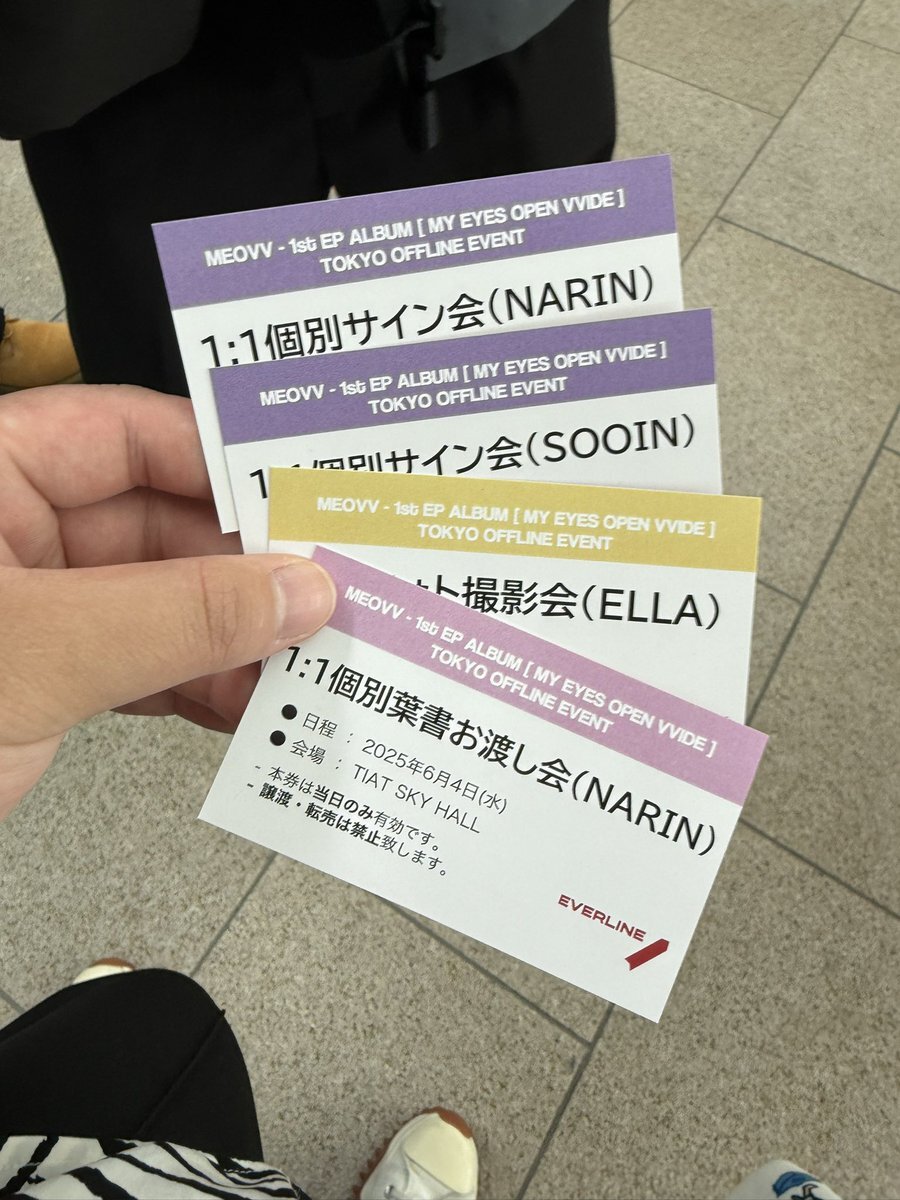 MEOVV - 1st EP ALBUM [ MY EYES OPEN VVIDE ]
TOKYO OFFLINE EVENT
1:1個別サイン会(NARIN)
MEOVV - 1st EP ALBUM [ MY EYES OPEN VVIDE ]
TOKYO OFFLINE EVENT
1:1個別サイン会(SOOIN)
MEOVV - 1st EP ALBUM [ MY EYES OPEN VVIDE ]
TOKYO OFFLINE EVENT
ト撮影会(ELLA)
MEOVV - 1st EP ALBUM [ MY EYES OPEN VVIDE ]
TOKYO OFFLINE EVENT
1:1個別葉書お渡し会(NARIN)
● 日程 : 2025年6月4日(水)
● 会場 : TIAT SKY HALL
- 本券は当日のみ有効です。
- 譲渡・転売は禁止致します。
EVERLINE